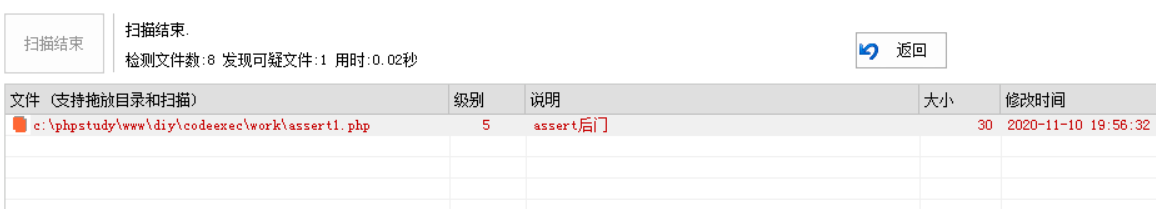 扫描结束
扫描结束.
检测文件数:8 发现可疑文件:1 用时:0.02秒
返回
文件 (支持拖放目录和扫描) 级别 说明 大小 修改时间
c:\phpstudy\www\diy\codeexec\work\assert1.php 5 assert后门 30 2020-11-10 19:56:32